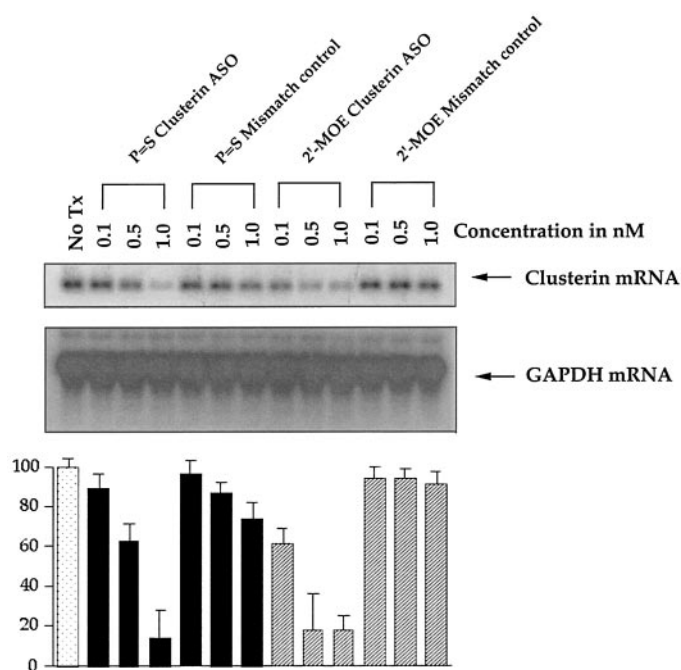 P=S Clusterin ASO
P=S Mismatch control
2'-MOE Clusterin ASO
2'-MOE Mismatch control
No Tx
0.1
0.5
1.0
0.1
0.5
1.0
0.1
0.5
1.0
0.1
0.5
1.0
Concentration in nM
Clusterin mRNA
GAPDH mRNA
100
80
60
40
20
0